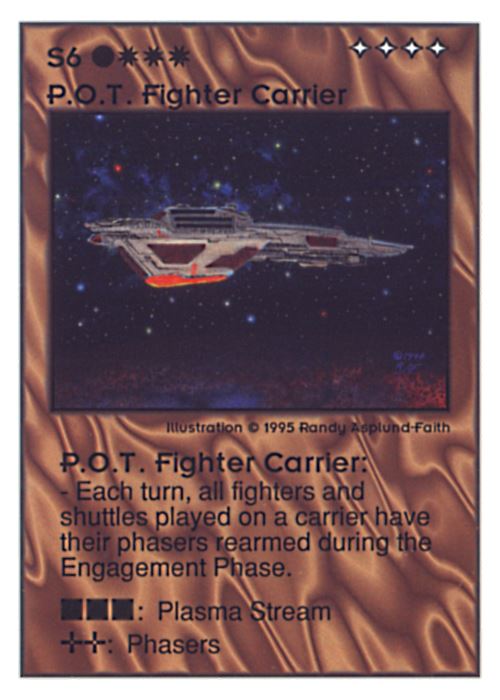 S6
P.O.T. Fighter Carrier
Illustration © 1995 Randy Asplund-Faith
P.O.T. Fighter Carrier:
- Each turn, all fighters and
shuttles played on a carrier have
their phasers rearmed during the
Engagement Phase.
: Plasma Stream
: Phasers